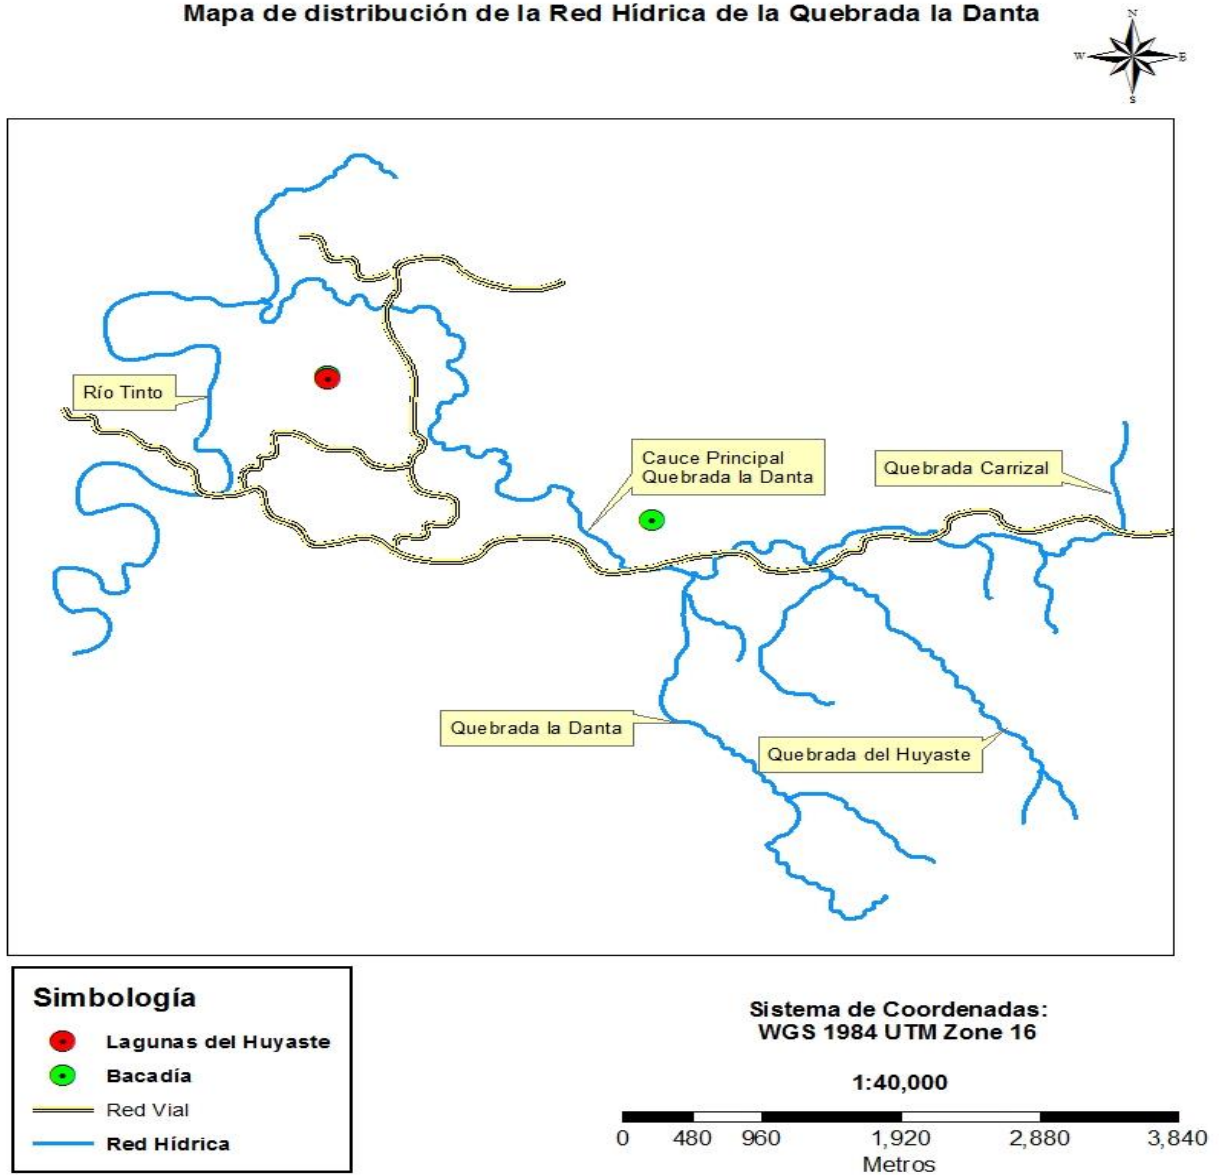 Mapa de distribución de la Red Hídrica de la Quebrada la Danta
N
W
E
S
Río Tinto
Cauce Principal
Quebrada la Danta
Quebrada Carrizal
Quebrada la Danta
Quebrada del Huyaste
Simbología
Lagunas del Huyaste
Bacadía
Red Vial
Red Hídrica
Sistema de Coordenadas:
WGS 1984 UTM Zone 16
1:40,000
0 480 960 1,920 2,880 3,840
Metros